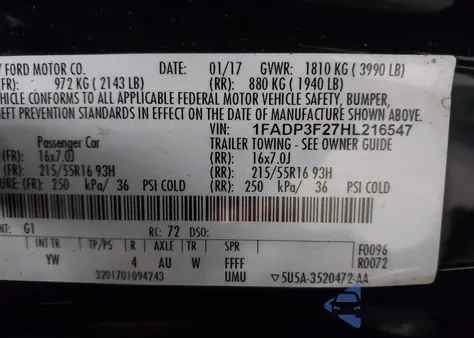 Y FORD MOTOR CO. DATE: 01/17 GVWR: 1810 KG ( 3990 LB)
(FR): 972 KG ( 2143 LB) (RR): 880 KG ( 1940 LB)
VEHICLE CONFORMS TO ALL APPLICABLE FEDERAL MOTOR VEHICLE SAFETY, BUMPER,
HEFT PREVENTION STANDARDS IN EFFECT ON THE DATE OF MANUFACTURE SHOWN ABOVE.
VIN: 1FADP3F27HL216547
Passenger Car TRAILER TOWING - SEE OWNER GUIDE
(FR): 16x7.0J (RR): 16x7.0J
(FR): 215/55R16 93H (RR): 215/55R16 93H
URE: (FR): 250 kPa/ 36 PSI COLD (RR): 250 kPa/ 36 PSI COLD
NT: G1 RC: 72 DSO:
INT TR TP/PS R AXLE TR SPR F0096
YW 4 AU W FFFF R0072
3201701094243 UMU ▽5U5A-3520472-AA